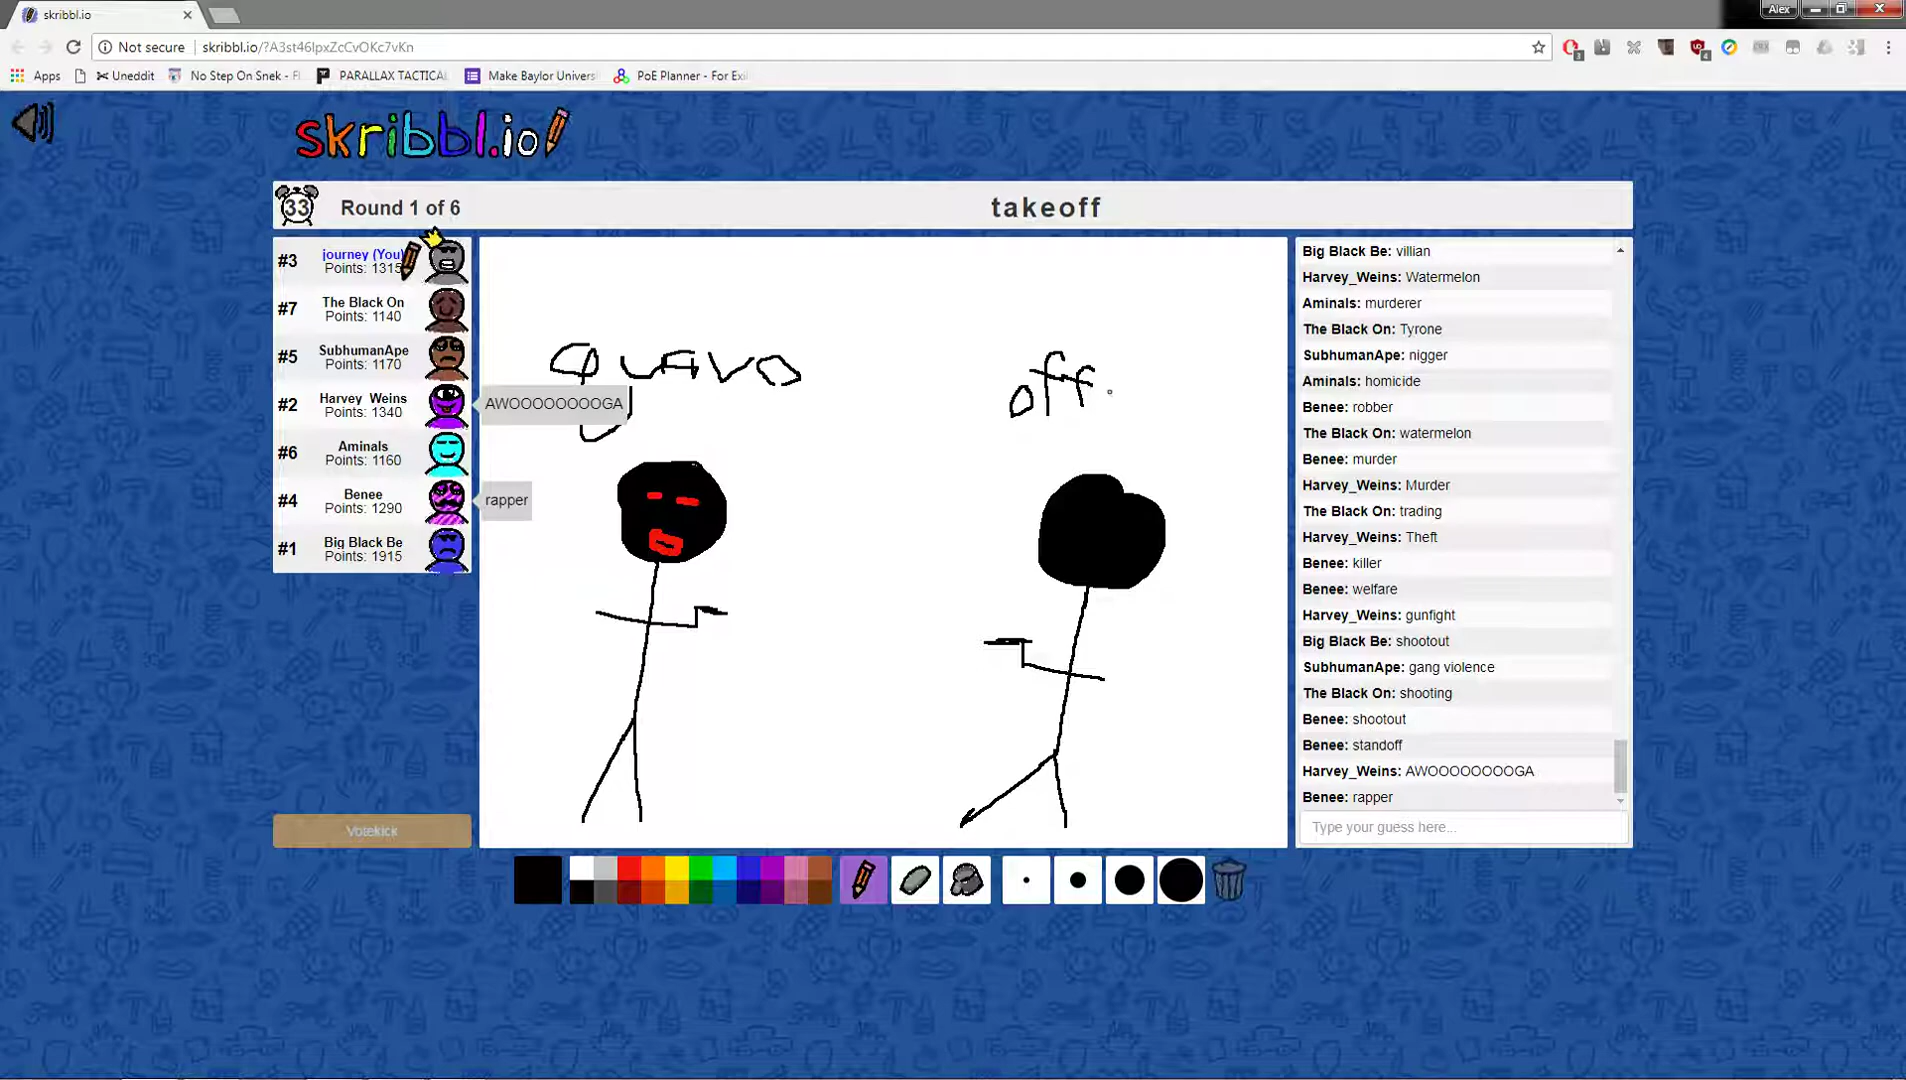 skribbl.io
Alex
Not secure
skribbl.io/?A3st46lpxZcCvOKc7vKn
Apps
Uneddit
No Step On Snek - Fl
PARALLAX TACTICAL
Make Baylor Univers
PoE Planner - For Exil
skribbl.io
33
Round 1 of 6
takeoff
#3
journey (You)
Points: 1315
#7
The Black On
Points: 1140
#5
SubhumanApe
Points: 1170
#2
Harvey_Weins
Points: 1340
AWOOOOOOOOGA
#6
Aminals
Points: 1160
#4
Benee
Points: 1290
rapper
#1
Big Black Be
Points: 1915
Votekick
QUAVO
off
Big Black Be: villian
Harvey_Weins: Watermelon
Aminals: murderer
The Black On: Tyrone
SubhumanApe: nigger
Aminals: homicide
Benee: robber
The Black On: watermelon
Benee: murder
Harvey_Weins: Murder
The Black On: trading
Harvey_Weins: Theft
Benee: killer
Benee: welfare
Harvey_Weins: gunfight
Big Black Be: shootout
SubhumanApe: gang violence
The Black On: shooting
Benee: shootout
Benee: standoff
Harvey_Weins: AWOOOOOOOOGA
Benee: rapper
Type your guess here...